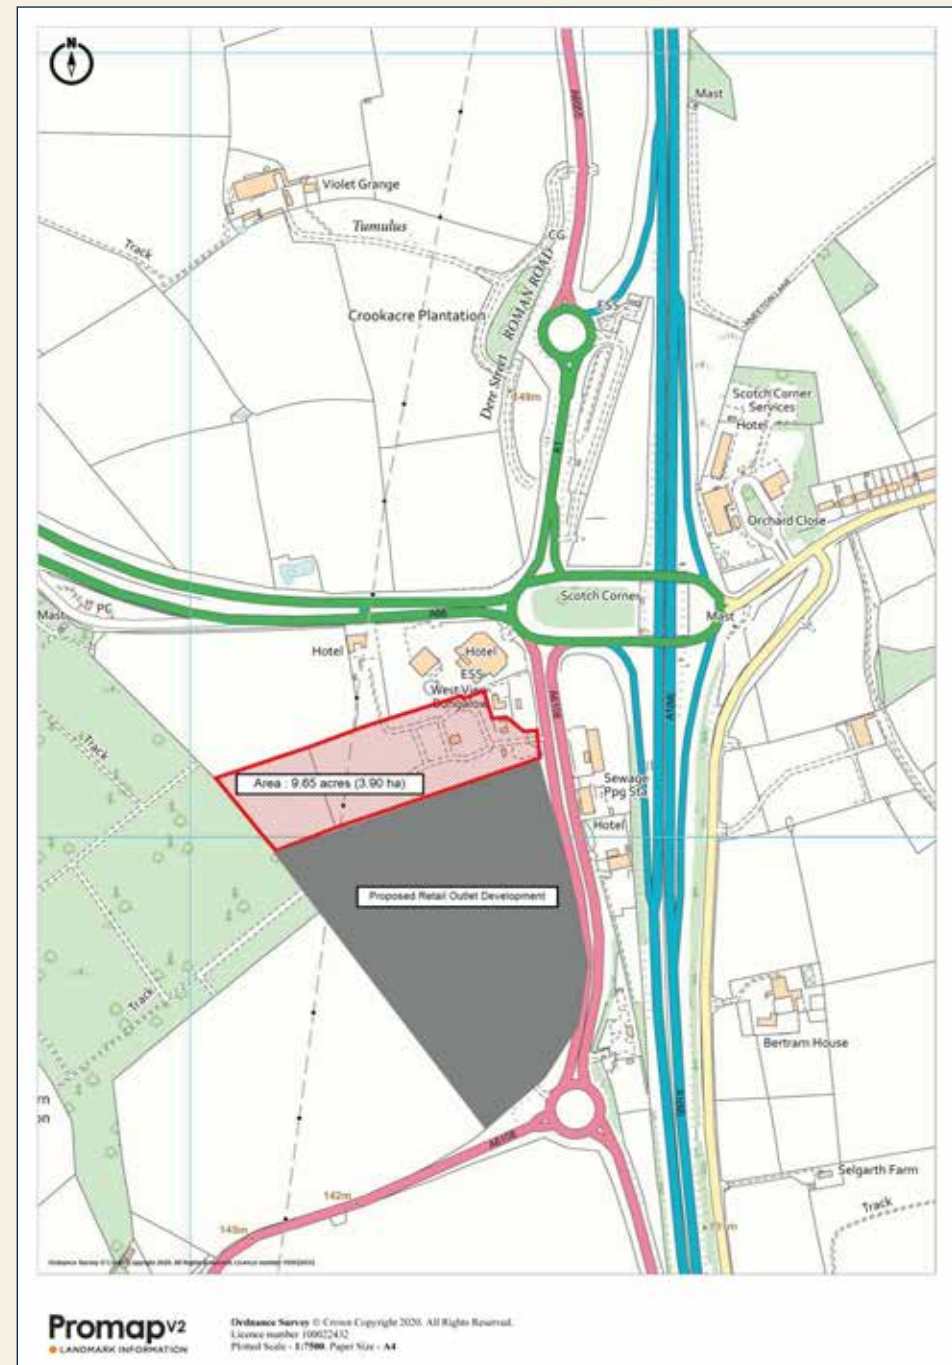 N
Mast
Violet Grange
Tumulus
Track
CG
ESS
Crookacre Plantation
Dere Street ROMAN ROAD
149m
A1
Scotch Corner
Services
Hotel
Orchard Close
Scotch Corner
Mast
Mast
PC
A66
Hotel
Hotel
ESS
West View
Bungalow
A6108
A1(M)
Track
Area : 9.65 acres (3.90 ha)
Sewage
Ppg Sta
Hotel
Proposed Retail Outlet Development
Track
Bertram House
A1(M)
A6108
Selgarth Farm
Track
142m
Promap V2
LANDMARK INFORMATION
Ordnance Survey © Crown Copyright 2020. All Rights Reserved.
Licence number 100022432
Plotted Scale - 1:7500. Paper Size - A4